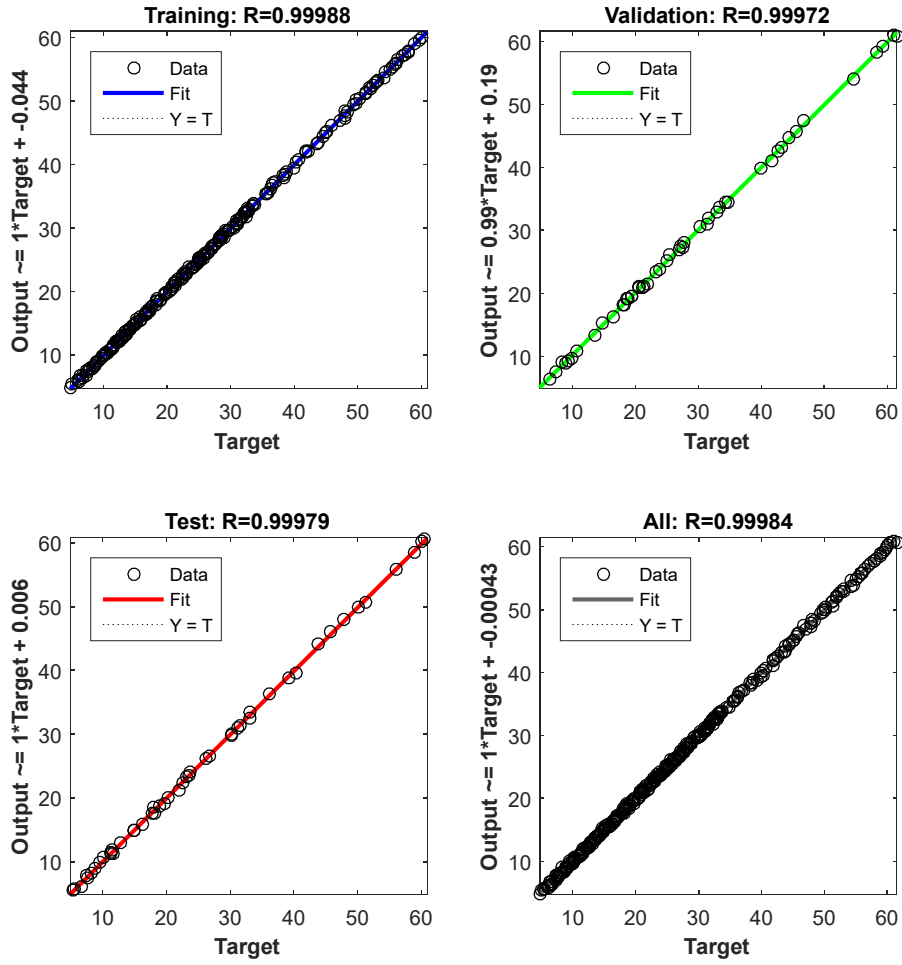 Training: R=0.99988
Output ~= 1*Target + -0.044
60
50
40
30
20
10
Data
Fit
Y = T
10 20 30 40 50 60
Target
Validation: R=0.99972
Output ~= 0.99*Target + 0.19
60
50
40
30
20
10
Data
Fit
Y = T
10 20 30 40 50 60
Target
Test: R=0.99979
Output ~= 1*Target + 0.006
60
50
40
30
20
10
Data
Fit
Y = T
10 20 30 40 50 60
Target
All: R=0.99984
Output ~= 1*Target + -0.00043
60
50
40
30
20
10
Data
Fit
Y = T
10 20 30 40 50 60
Target